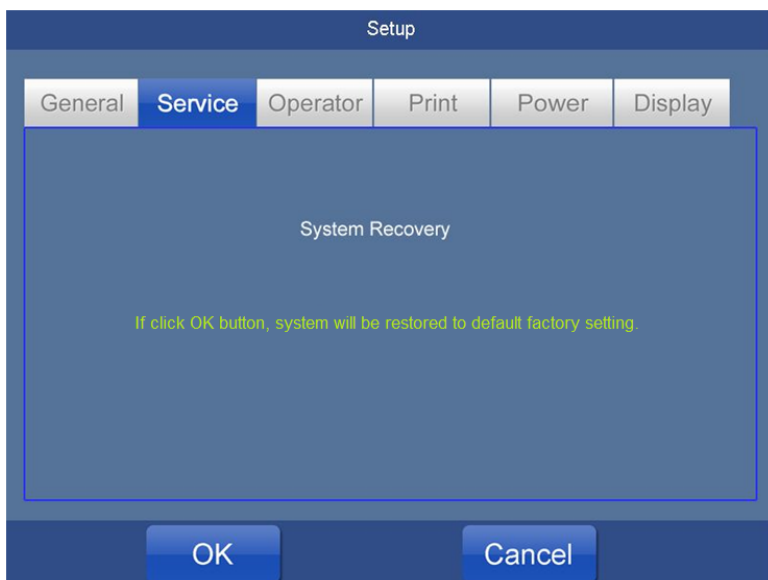 Setup
General Service Operator Print Power Display
System Recovery
If click OK button, system will be restored to default factory setting.
OK Cancel